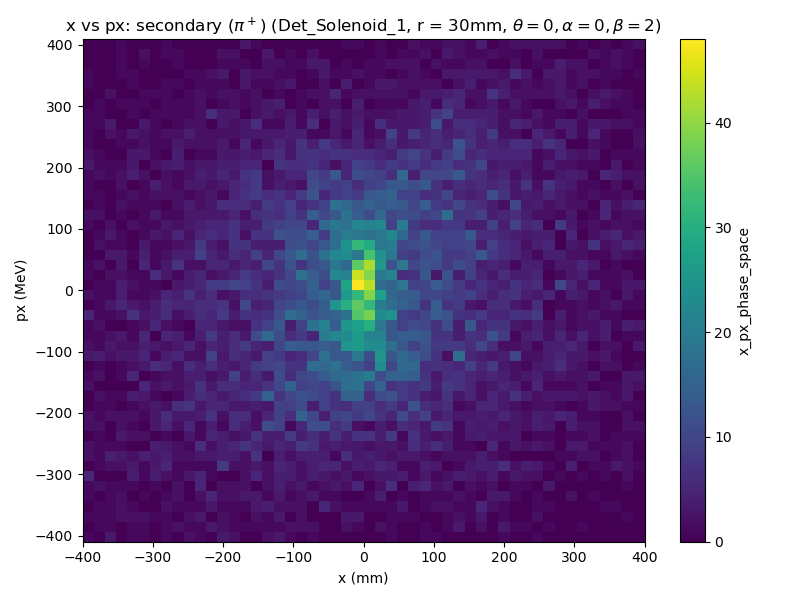 x vs px: secondary (π⁺) (Det_Solenoid_1, r = 30mm, θ = 0, α = 0, β = 2)
400
300
200
100
0
−100
−200
−300
−400
px (MeV)
−400 −300 −200 −100 0 100 200 300 400
x (mm)
40
30
20
10
0
x_px_phase_space